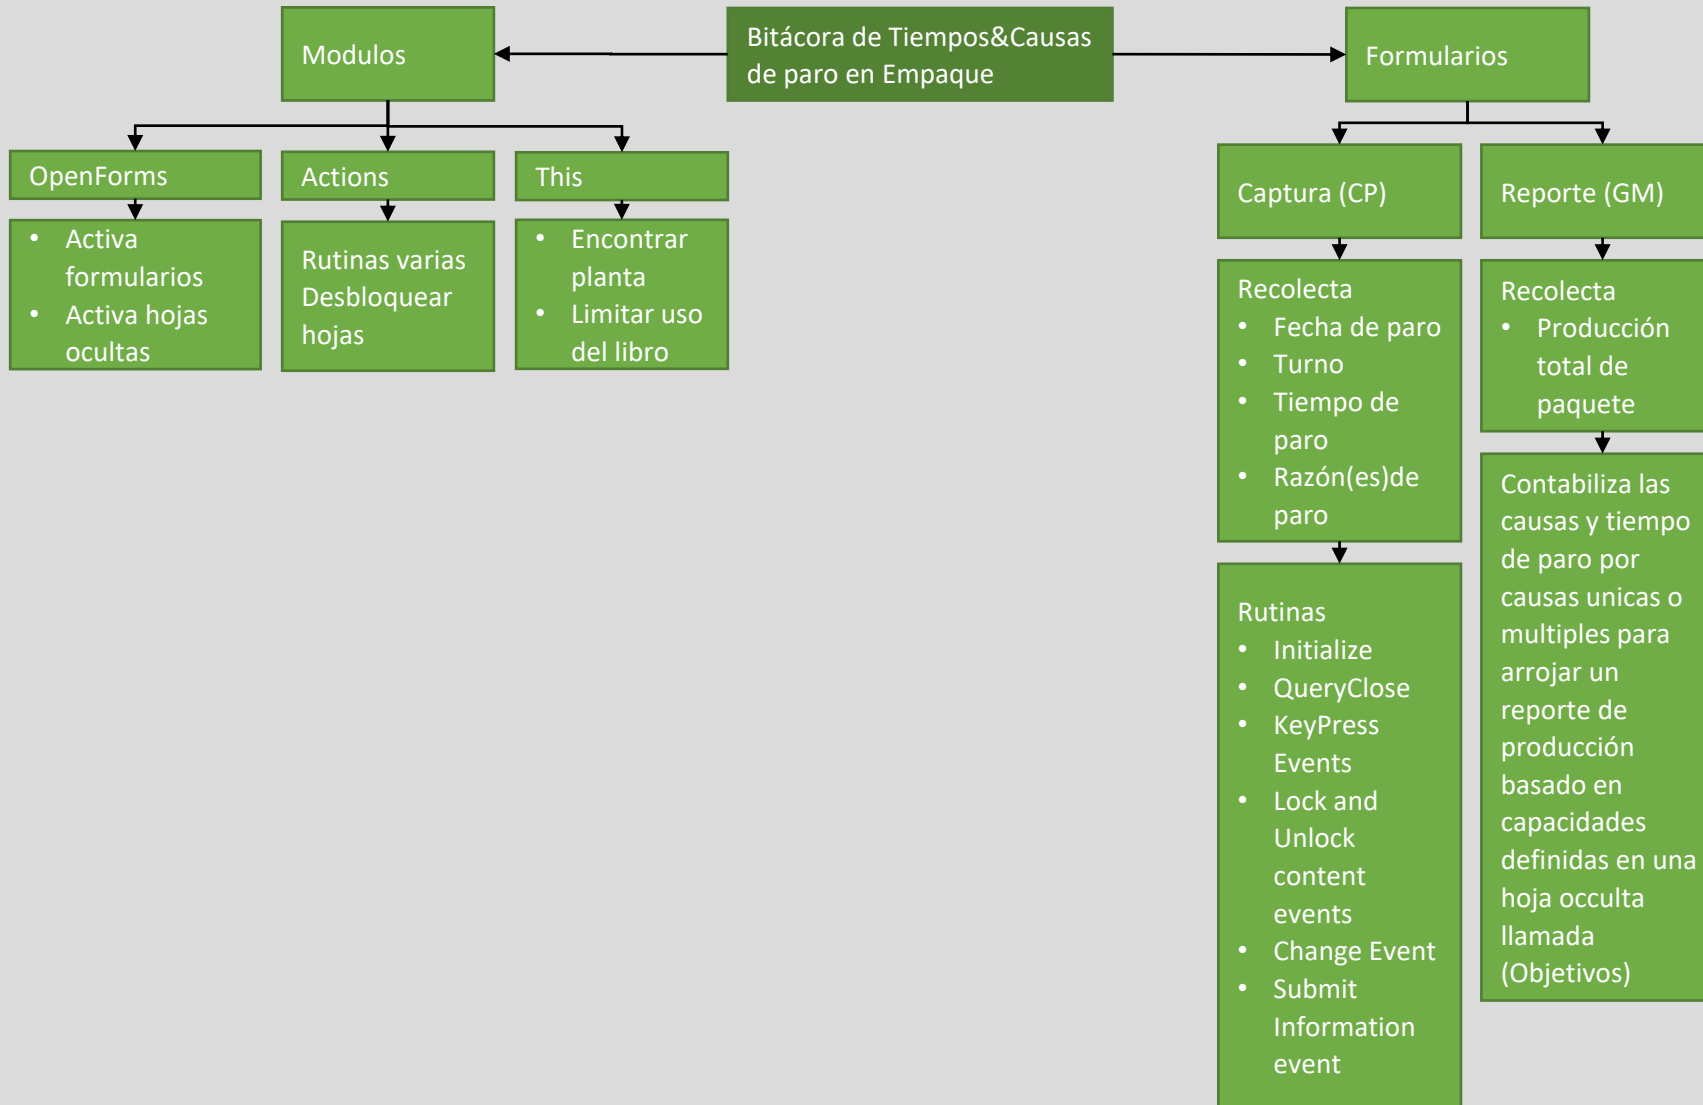 Bitácora de Tiempos&Causas
de paro en Empaque
Modulos
OpenForms
• Activa
formularios
• Activa hojas
ocultas
Actions
Rutinas varias
Desbloquear
hojas
This
• Encontrar
planta
• Limitar uso
del libro
Formularios
Captura (CP)
Recolecta
• Fecha de paro
• Turno
• Tiempo de
paro
• Razón(es)de
paro
Rutinas
• Initialize
• QueryClose
• KeyPress
Events
• Lock and
Unlock
content
events
• Change Event
• Submit
Information
event
Reporte (GM)
Recolecta
• Producción
total de
paquete
Contabiliza las
causas y tiempo
de paro por
causas unicas o
multiples para
arrojar un
reporte de
producción
basado en
capacidades
definidas en una
hoja occulta
llamada
(Objetivos)